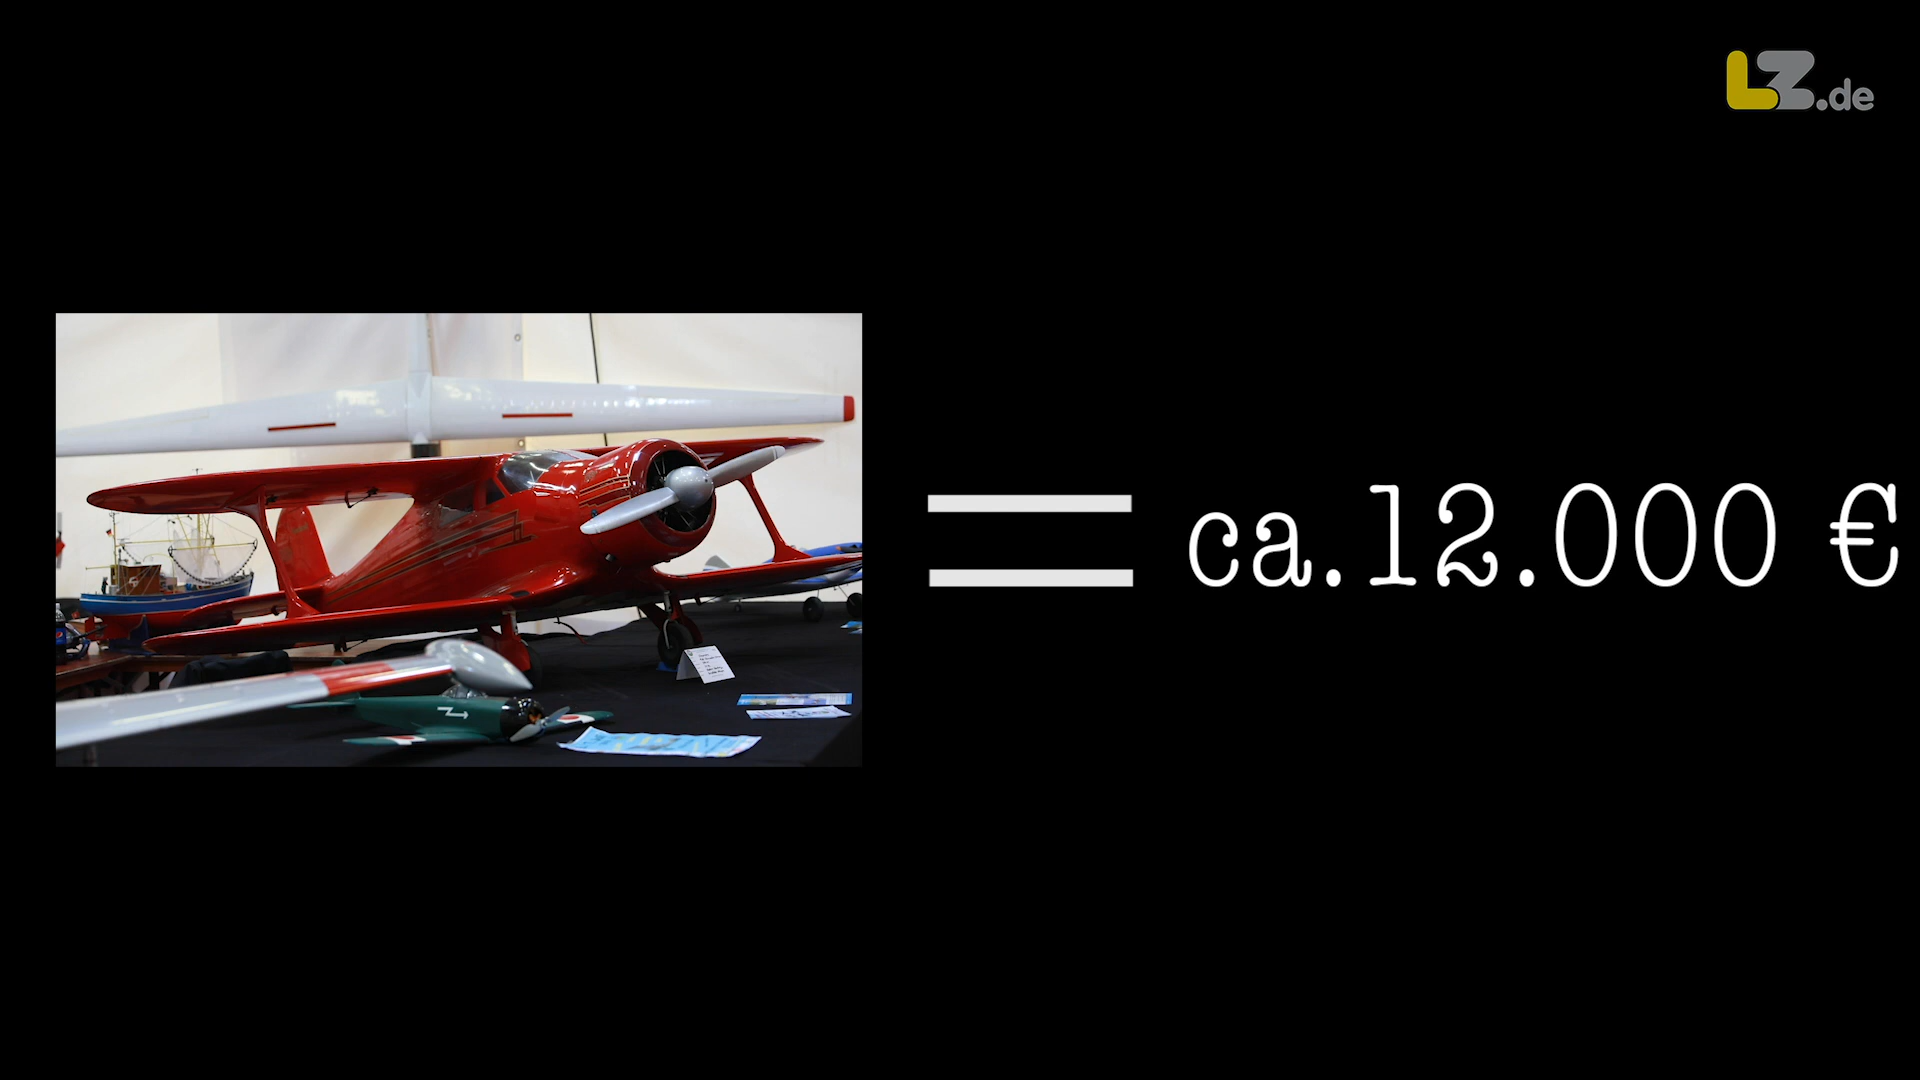 LZ.de
= ca.12.000 €